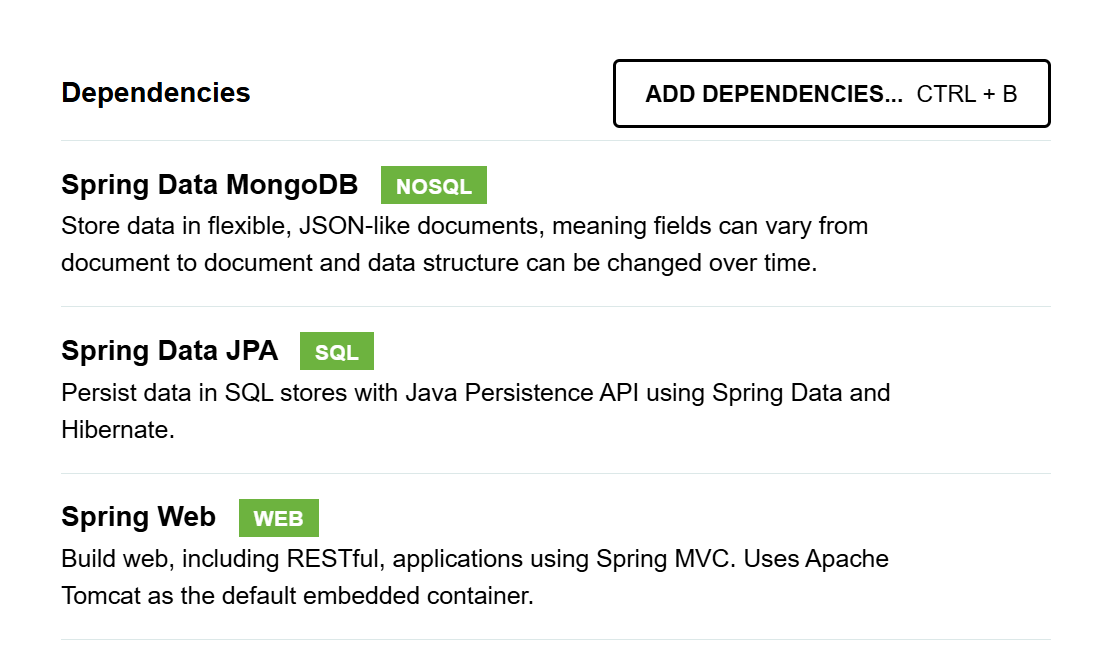 Dependencies
ADD DEPENDENCIES... CTRL + B
Spring Data MongoDB NOSQL
Store data in flexible, JSON-like documents, meaning fields can vary from
document to document and data structure can be changed over time.
Spring Data JPA SQL
Persist data in SQL stores with Java Persistence API using Spring Data and
Hibernate.
Spring Web WEB
Build web, including RESTful, applications using Spring MVC. Uses Apache
Tomcat as the default embedded container.